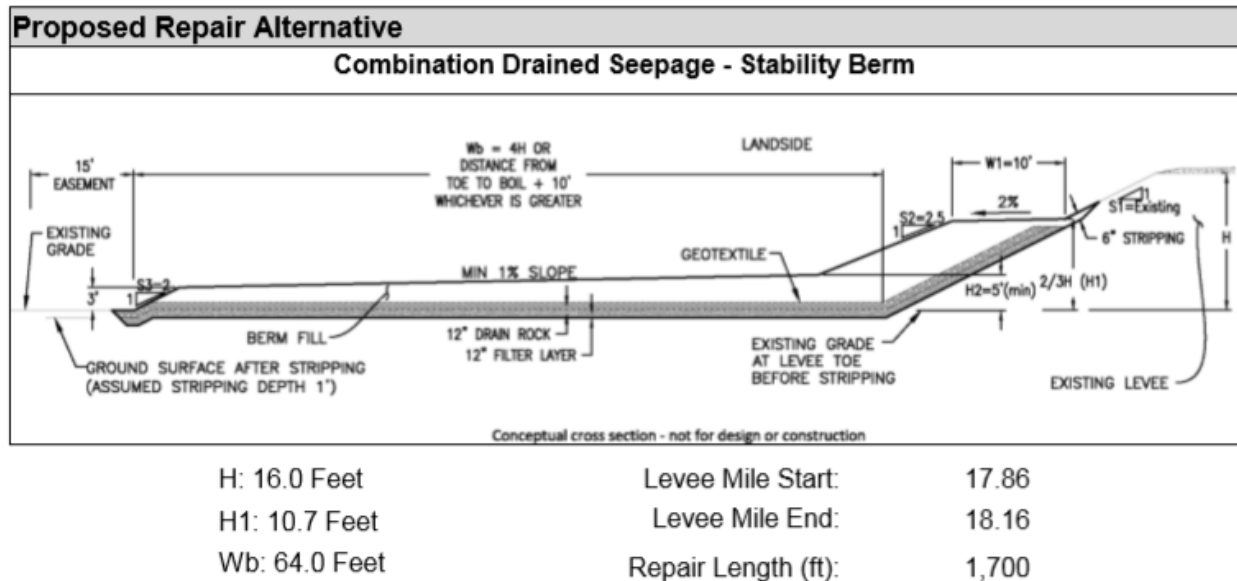 Proposed Repair Alternative
Combination Drained Seepage - Stability Berm
15'
EASEMENT
Wb = 4H OR
DISTANCE FROM
TOE TO BOIL + 10'
WHICHEVER IS GREATER
LANDSIDE
W1=10'
2%
1
S1=Existing
6" STRIPPING
H
EXISTING
GRADE
S2=2.5
1
GEOTEXTILE
MIN 1% SLOPE
S3=2
1
3'
H2=5'(min)
2/3H (H1)
BERM FILL
12" DRAIN ROCK
12" FILTER LAYER
EXISTING GRADE
AT LEVEE TOE
BEFORE STRIPPING
GROUND SURFACE AFTER STRIPPING
(ASSUMED STRIPPING DEPTH 1')
EXISTING LEVEE
Conceptual cross section - not for design or construction
H: 16.0 Feet
Levee Mile Start: 17.86
H1: 10.7 Feet
Levee Mile End: 18.16
Wb: 64.0 Feet
Repair Length (ft): 1,700